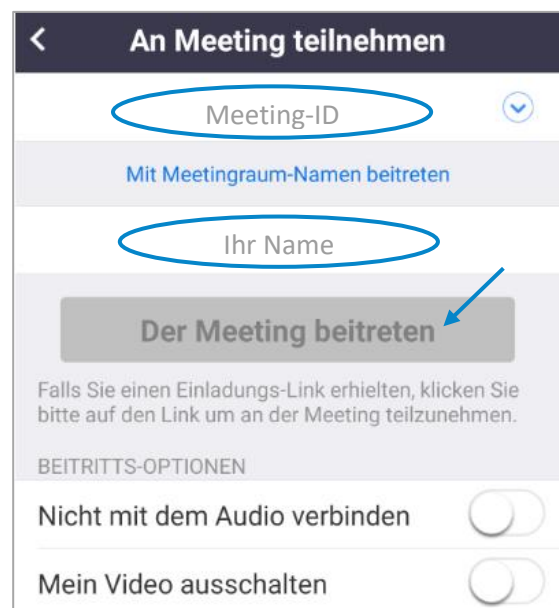 An Meeting teilnehmen
Meeting-ID
Mit Meetingraum-Namen beitreten
Ihr Name
Der Meeting beitreten
Falls Sie einen Einladungs-Link erhielten, klicken Sie
bitte auf den Link um an der Meeting teilzunehmen.
BEITRITTS-OPTIONEN
Nicht mit dem Audio verbinden
Mein Video ausschalten